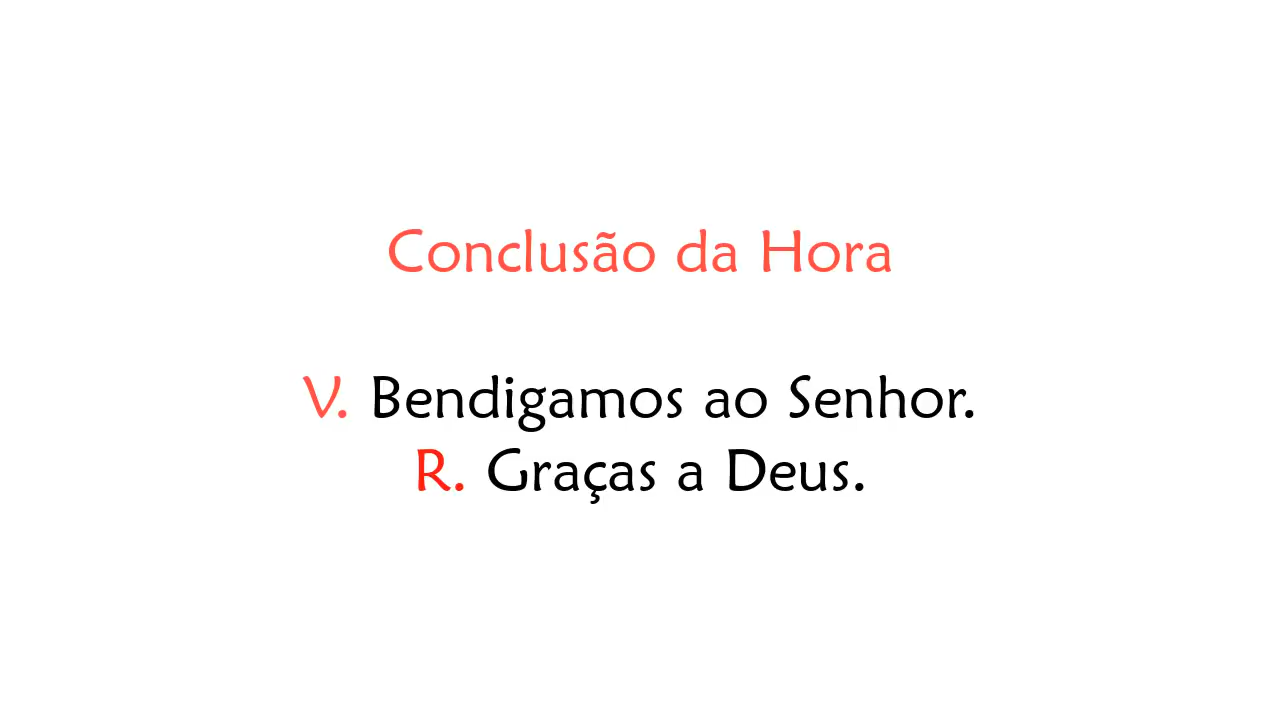 Conclusão da Hora
V. Bendigamos ao Senhor.
R. Graças a Deus.